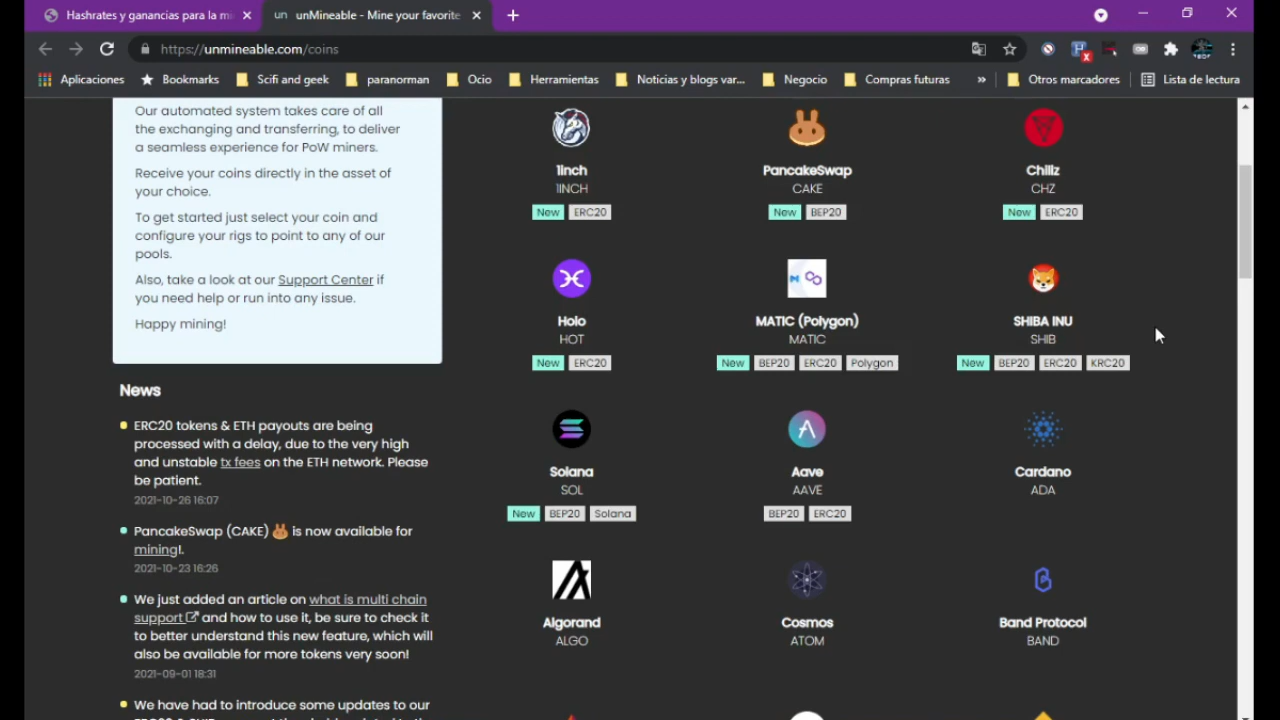 Hashrates y ganancias para la mi
unMineable - Mine your favorite
https://unmineable.com/coins
Aplicaciones
Bookmarks
Scifi and geek
paranorman
Ocio
Herramientas
Noticias y blogs var...
Negocio
Compras futuras
»
Otros marcadores
Lista de lectura
Our automated system takes care of all
the exchanging and transferring, to deliver
a seamless experience for PoW miners.
Receive your coins directly in the asset of
your choice.
To get started just select your coin and
configure your rigs to point to any of our
pools.
Also, take a look at our Support Center if
you need help or run into any issue.
Happy mining!
News
ERC20 tokens & ETH payouts are being
processed with a delay, due to the very high
and unstable tx fees on the ETH network. Please
be patient.
2021-10-26 16:07
PancakeSwap (CAKE) is now available for
mining!.
2021-10-23 16:26
We just added an article on what is multi chain
support and how to use it, be sure to check it
to better understand this new feature, which will
also be available for more tokens very soon!
2021-09-01 18:31
We have had to introduce some updates to our
1inch
1INCH
New ERC20
PancakeSwap
CAKE
New BEP20
Chiliz
CHZ
New ERC20
Holo
HOT
New ERC20
MATIC (Polygon)
MATIC
New BEP20 ERC20 Polygon
SHIBA INU
SHIB
New BEP20 ERC20 KRC20
Solana
SOL
New BEP20 Solana
Aave
AAVE
BEP20 ERC20
Cardano
ADA
Algorand
ALGO
Cosmos
ATOM
Band Protocol
BAND